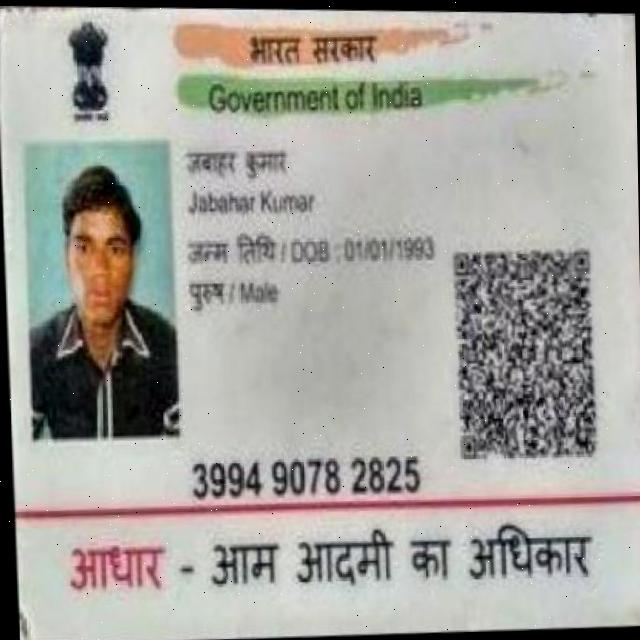 भारत सरकार
Government of India
जबाहर कुमार
Jabahar Kumar
जन्म तिथि / DOB : 01/01/1993
पुरुष / Male
3994 9078 2825
आधार - आम आदमी का अधिकार